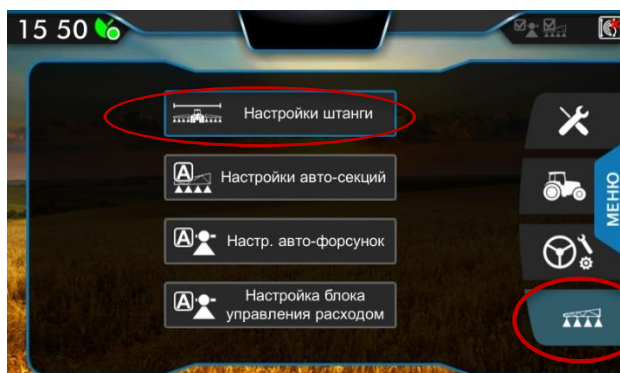 15 50
Настройки штанги
A
Настройки авто-секций
A
Настр. авто-форсунок
A
Настройка блока
управления расходом
МЕНЮ